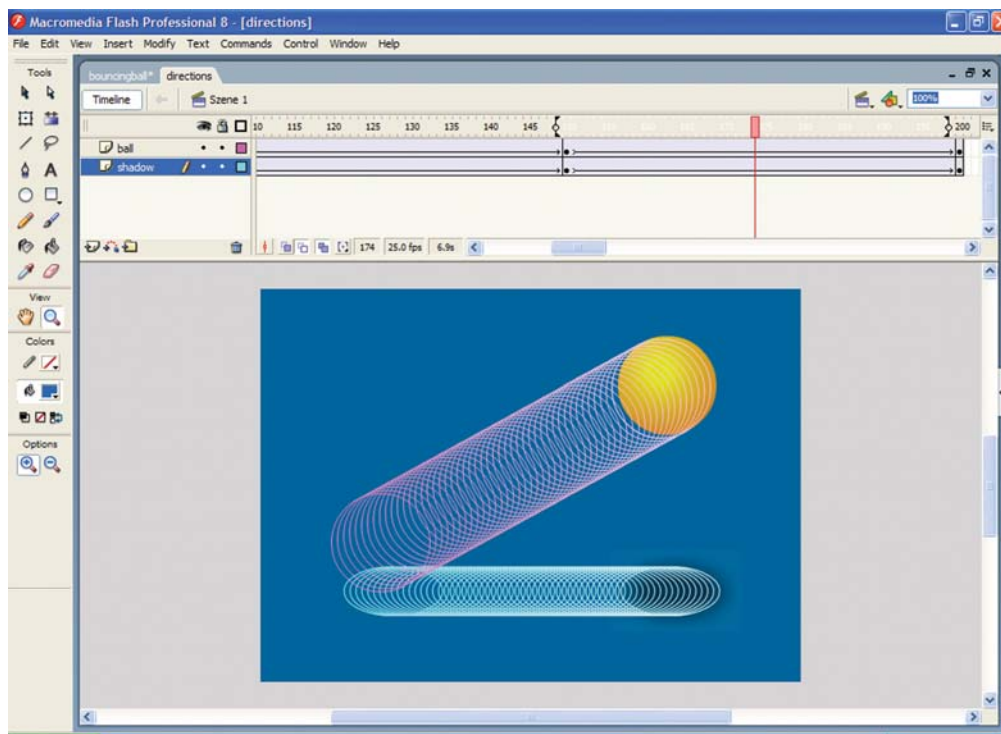 Macromedia Flash Professional 8 - [directions]
File Edit View Insert Modify Text Commands Control Window Help
Tools
bouncingball* directions
Timeline Szene 1 100%
10 115 120 125 130 135 140 145 200
ball
shadow
174 25.0 fps 6.9s
View
Colors
Options